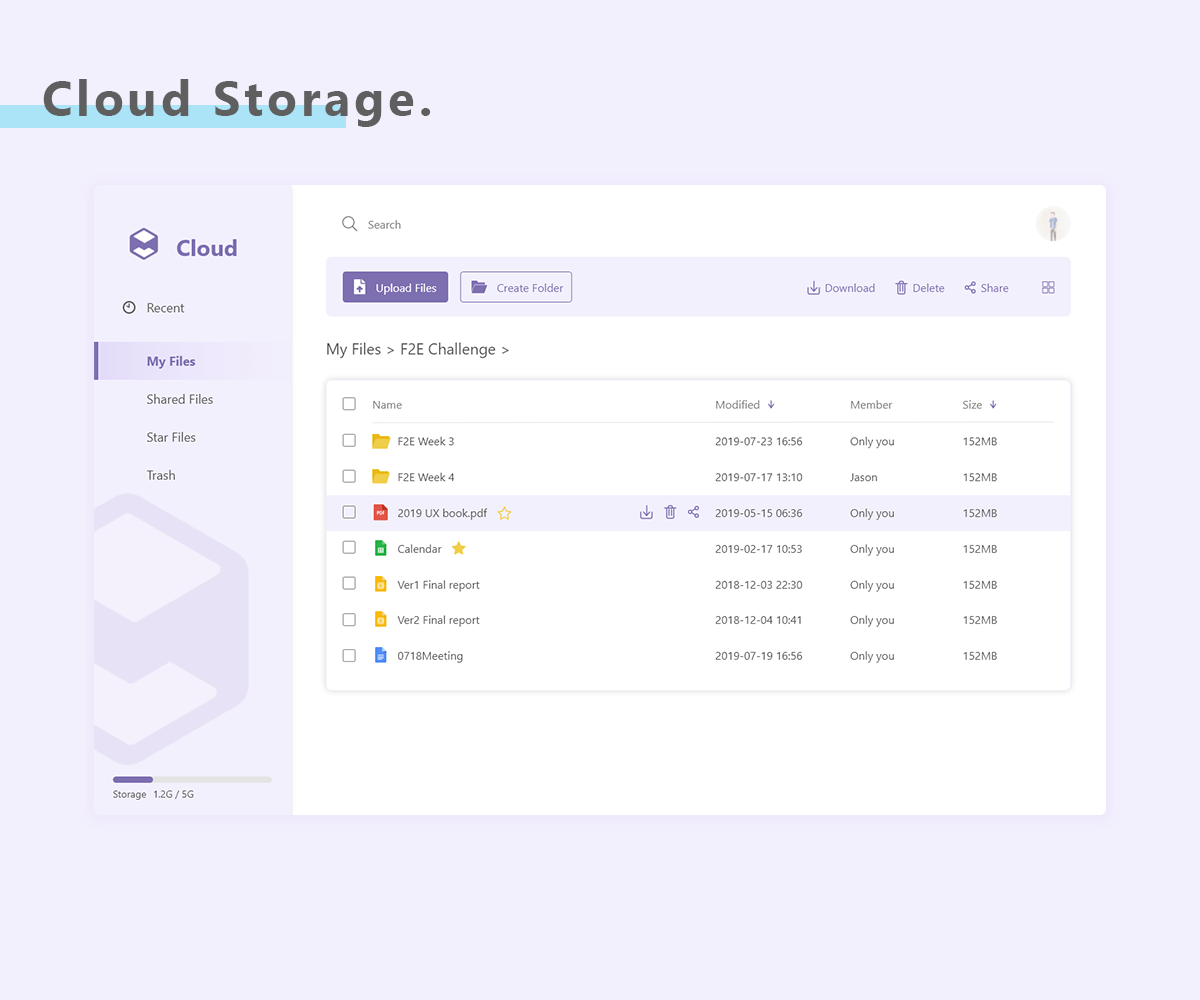 Cloud Storage.
Cloud
Recent
My Files
Shared Files
Star Files
Trash
Storage 1.2G / 5G
Search
Upload Files Create Folder Download Delete Share
My Files > F2E Challenge >
Name Modified Member Size
F2E Week 3 2019-07-23 16:56 Only you 152MB
F2E Week 4 2019-07-17 13:10 Jason 152MB
PDF 2019 UX book.pdf 2019-05-15 06:36 Only you 152MB
Calendar 2019-02-17 10:53 Only you 152MB
Ver1 Final report 2018-12-03 22:30 Only you 152MB
Ver2 Final report 2018-12-04 10:41 Only you 152MB
0718Meeting 2019-07-19 16:56 Only you 152MB